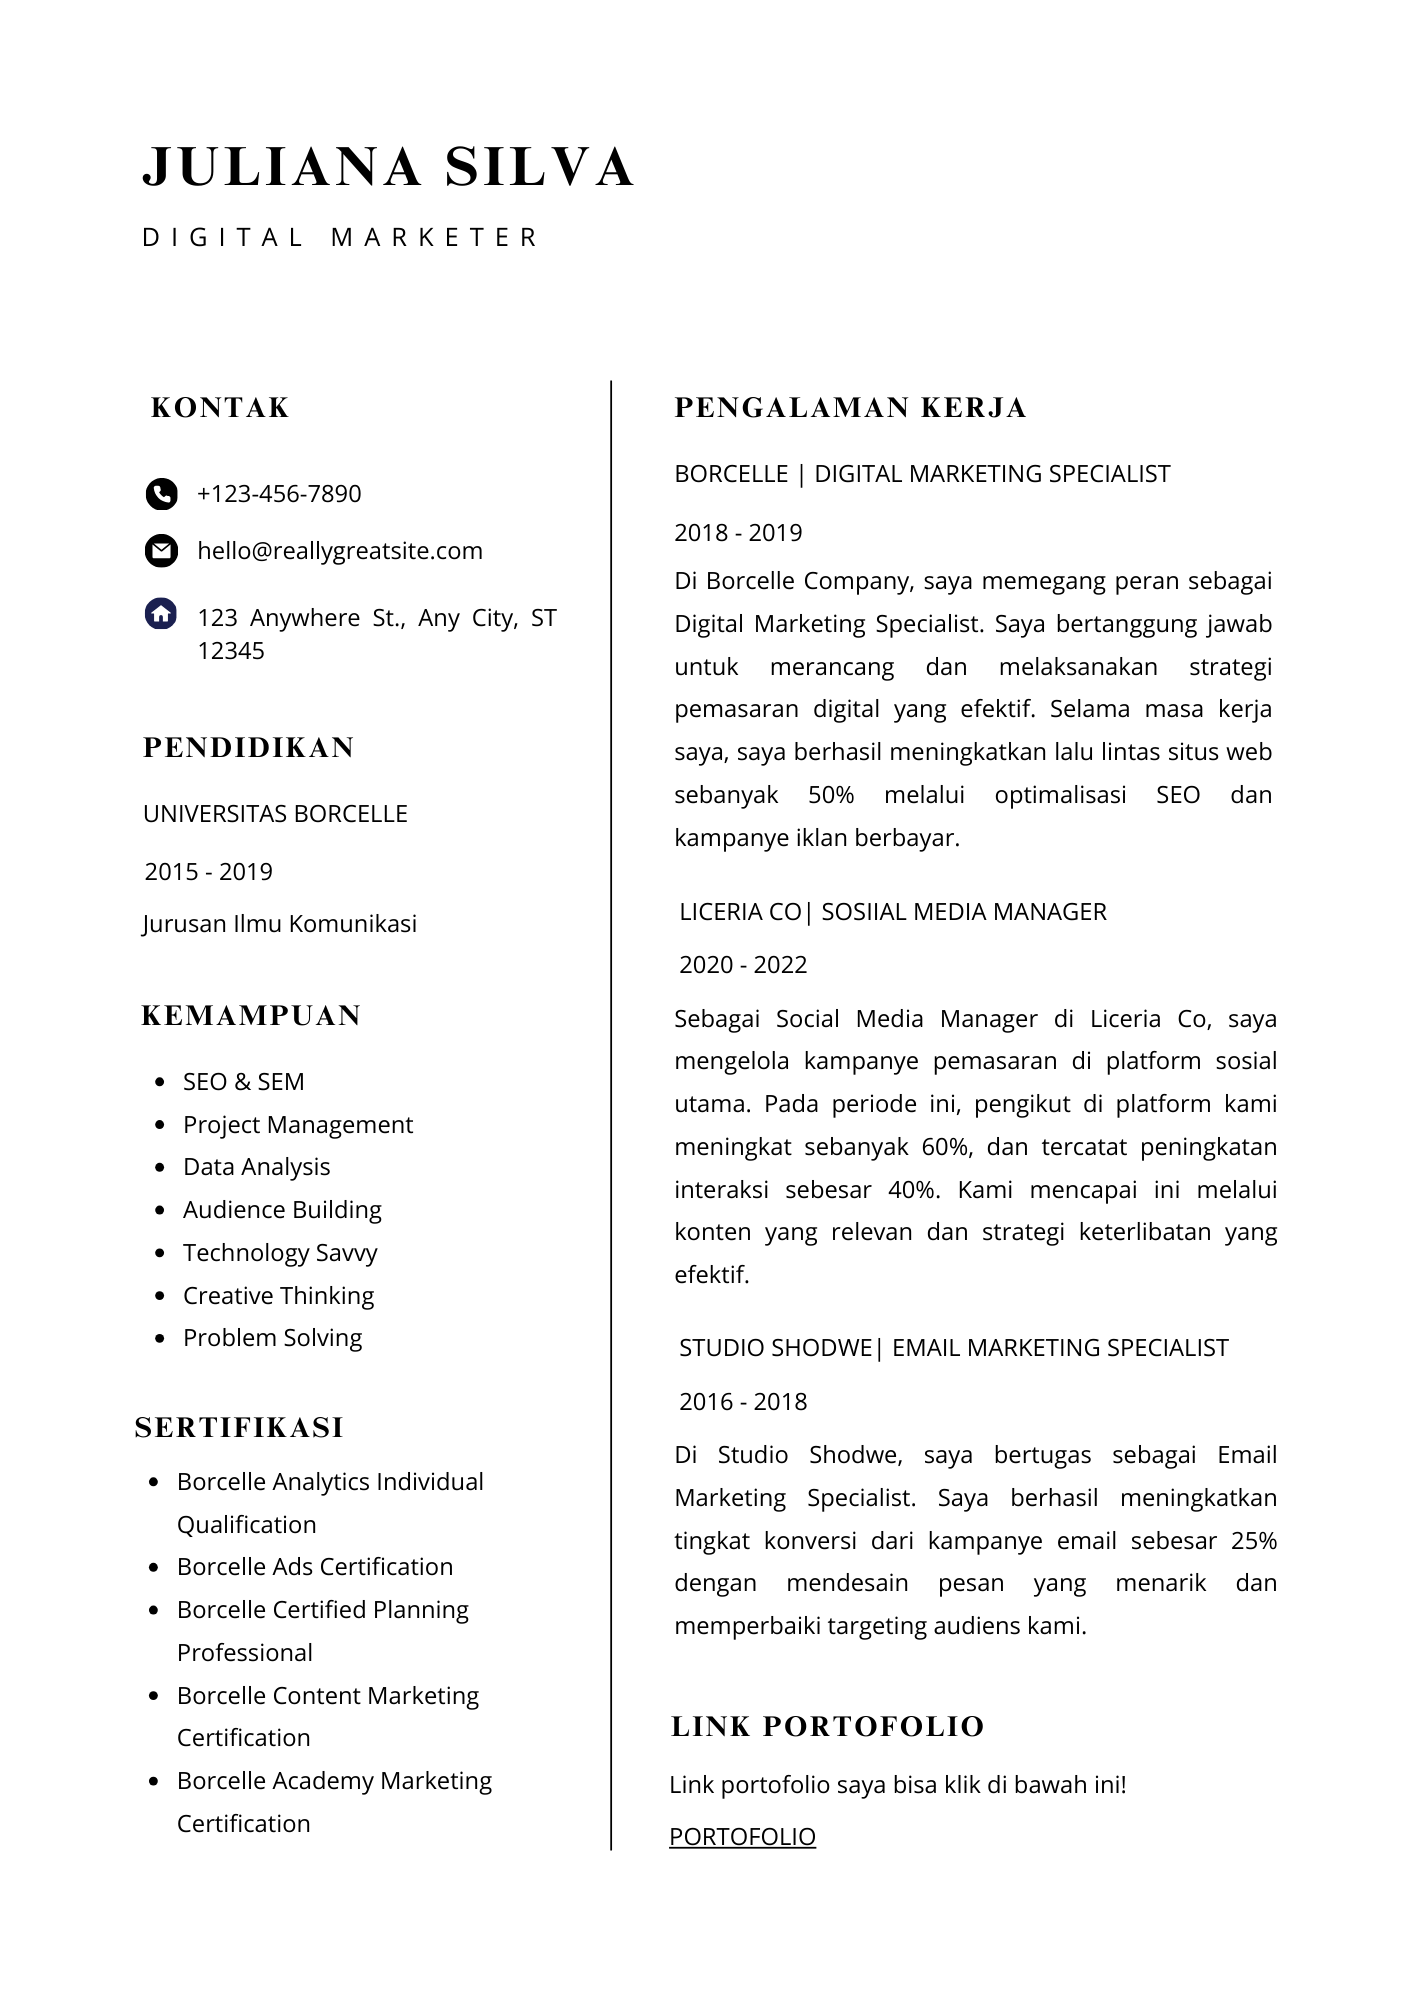 JULIANA SILVA
DIGITAL MARKETER
KONTAK
+123-456-7890
hello@reallygreatsite.com
123 Anywhere St., Any City, ST
12345
PENDIDIKAN
UNIVERSITAS BORCELLE
2015 - 2019
Jurusan Ilmu Komunikasi
KEMAMPUAN
• SEO & SEM
• Project Management
• Data Analysis
• Audience Building
• Technology Savvy
• Creative Thinking
• Problem Solving
SERTIFIKASI
• Borcelle Analytics Individual
Qualification
• Borcelle Ads Certification
• Borcelle Certified Planning
Professional
• Borcelle Content Marketing
Certification
• Borcelle Academy Marketing
Certification
PENGALAMAN KERJA
BORCELLE | DIGITAL MARKETING SPECIALIST
2018 - 2019
Di Borcelle Company, saya memegang peran sebagai
Digital Marketing Specialist. Saya bertanggung jawab
untuk merancang dan melaksanakan strategi
pemasaran digital yang efektif. Selama masa kerja
saya, saya berhasil meningkatkan lalu lintas situs web
sebanyak 50% melalui optimalisasi SEO dan
kampanye iklan berbayar.
LICERIA CO| SOSIIAL MEDIA MANAGER
2020 - 2022
Sebagai Social Media Manager di Liceria Co, saya
mengelola kampanye pemasaran di platform sosial
utama. Pada periode ini, pengikut di platform kami
meningkat sebanyak 60%, dan tercatat peningkatan
interaksi sebesar 40%. Kami mencapai ini melalui
konten yang relevan dan strategi keterlibatan yang
efektif.
STUDIO SHODWE| EMAIL MARKETING SPECIALIST
2016 - 2018
Di Studio Shodwe, saya bertugas sebagai Email
Marketing Specialist. Saya berhasil meningkatkan
tingkat konversi dari kampanye email sebesar 25%
dengan mendesain pesan yang menarik dan
memperbaiki targeting audiens kami.
LINK PORTOFOLIO
Link portofolio saya bisa klik di bawah ini!
PORTOFOLIO